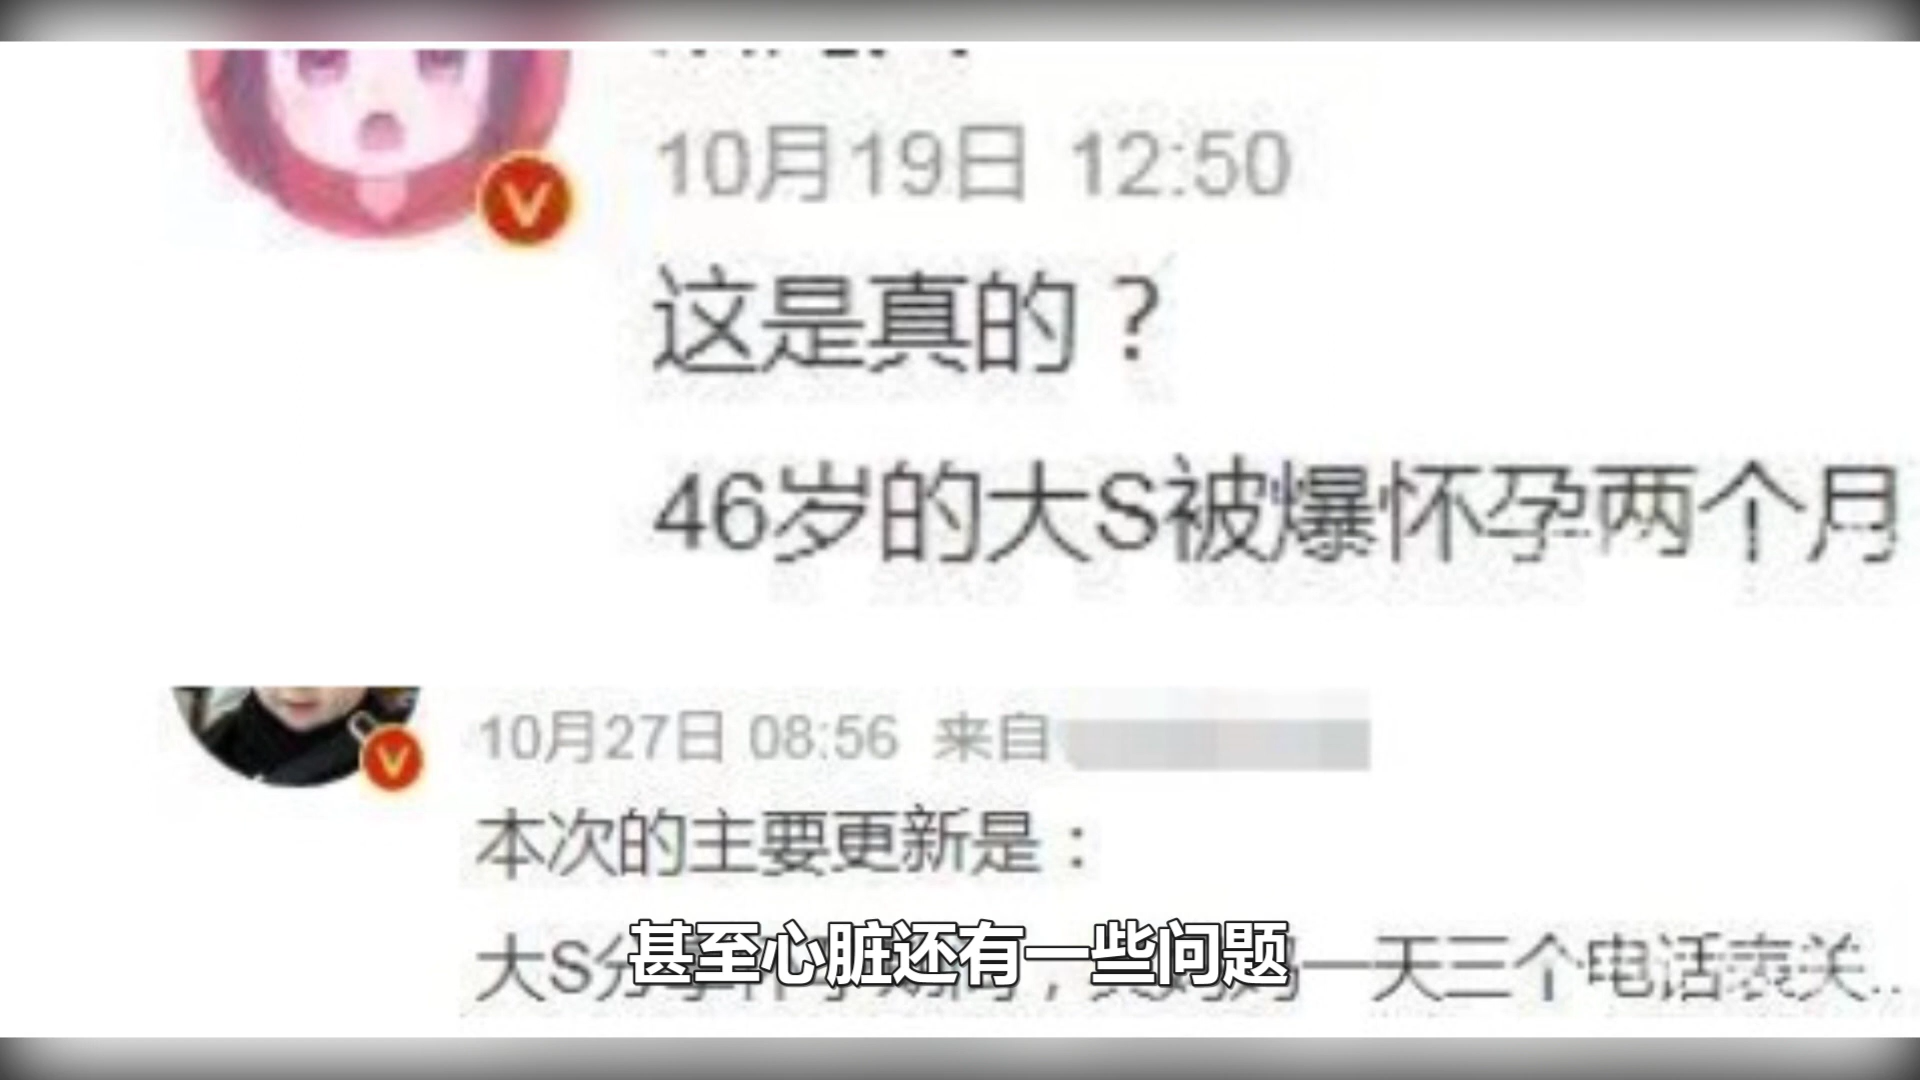 10月19日 12:50
这是真的？
46岁的大S被爆怀孕两个月
10月27日 08:56 来自
本次的主要更新是：
甚至心脏还有一些问题
大S分 一天三个电话表关...